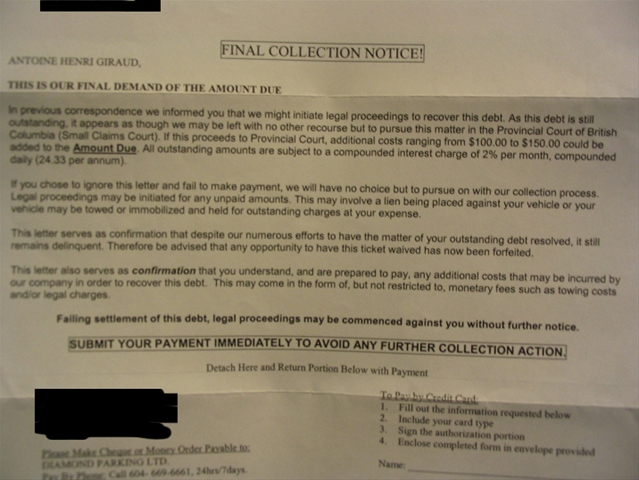 FINAL COLLECTION NOTICE!
ANTOINE HENRI GIRAUD,
THIS IS OUR FINAL DEMAND OF THE AMOUNT DUE
In previous correspondence we informed you that we might initiate legal proceedings to recover this debt. As this debt is still
outstanding, it appears as though we may be left with no other recourse but to pursue this matter in the Provincial Court of British
Columbia (Small Claims Court). If this proceeds to Provincial Court, additional costs ranging from $100.00 to $150.00 could be
added to the Amount Due. All outstanding amounts are subject to a compounded interest charge of 2% per month, compounded
daily (24.33 per annum).
If you chose to ignore this letter and fail to make payment, we will have no choice but to pursue on with our collection process.
Legal proceedings may be initiated for any unpaid amounts. This may involve a lien being placed against your vehicle or your
vehicle may be towed or immobilized and held for outstanding charges at your expense.
This letter serves as confirmation that despite our numerous efforts to have the matter of your outstanding debt resolved, it still
remains delinquent. Therefore be advised that any opportunity to have this ticket waived has now been forfeited.
This letter also serves as confirmation that you understand, and are prepared to pay, any additional costs that may be incurred by
our company in order to recover this debt. This may come in the form of, but not restricted to, monetary fees such as towing costs
and/or legal charges.
Failing settlement of this debt, legal proceedings may be commenced against you without further notice.
SUBMIT YOUR PAYMENT IMMEDIATELY TO AVOID ANY FURTHER COLLECTION ACTION.
Detach Here and Return Portion Below with Payment
To Pay by Credit Card:
1. Fill out the information requested below
2. Include your card type
3. Sign the authorization portion
4. Enclose completed form in envelope provided
Name:
Please Make Cheque or Money Order Payable to:
DIAMOND PARKING LTD.
Pay By Phone: Call 604- 669-6661, 24hrs/7days.